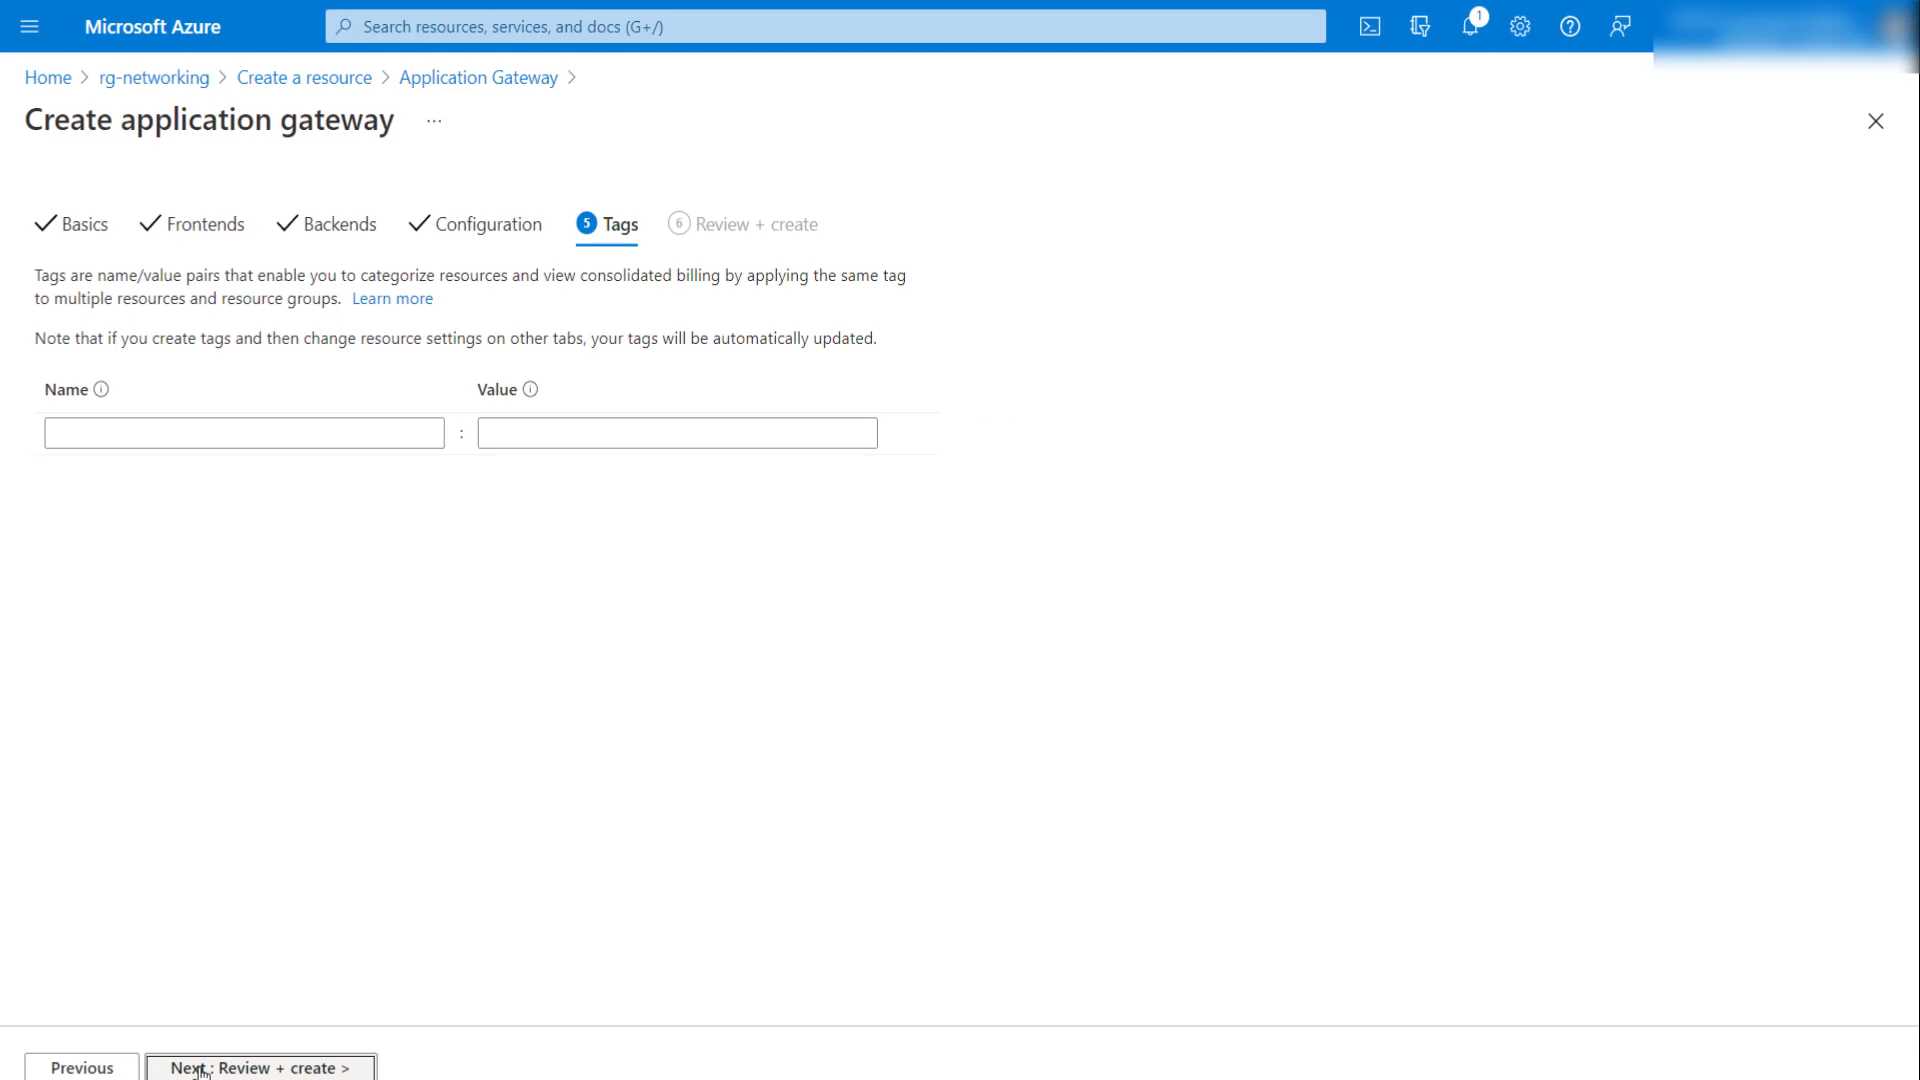 Microsoft Azure
Search resources, services, and docs (G+/)
1
Home > rg-networking > Create a resource > Application Gateway >
Create application gateway ...
Basics Frontends Backends Configuration 5 Tags 6 Review + create
Tags are name/value pairs that enable you to categorize resources and view consolidated billing by applying the same tag
to multiple resources and resource groups. Learn more
Note that if you create tags and then change resource settings on other tabs, your tags will be automatically updated.
Name Value
:
Previous Next : Review + create >